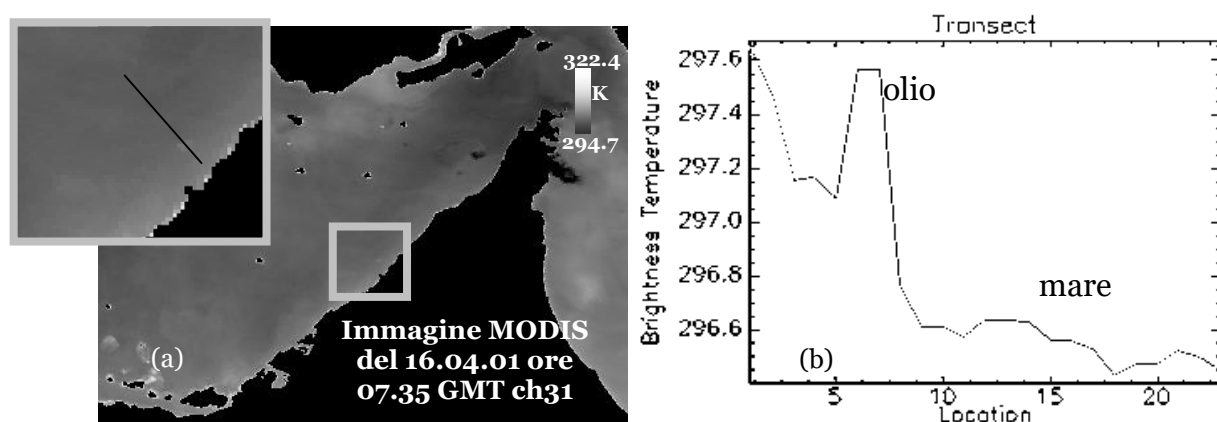 322.4
K
294.7
(a)
Immagine MODIS
del 16.04.01 ore
07.35 GMT ch31
Transect
Brightness Temperature
297.6
297.4
297.2
297.0
296.8
296.6
olio
mare
(b)
5
10
15
20
Location